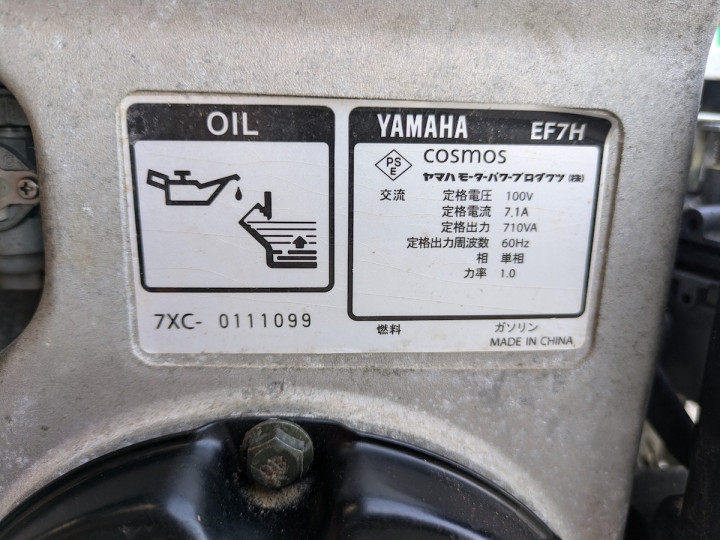 OIL
7XC- 0111099
YAMAHA EF7H
PS E cosmos
ヤマハモーターパワープロダクツ(株)
交流 定格電圧 100V
定格電流 7.1A
定格出力 710VA
定格出力周波数 60Hz
相 単相
力率 1.0
燃料 ガソリン
MADE IN CHINA